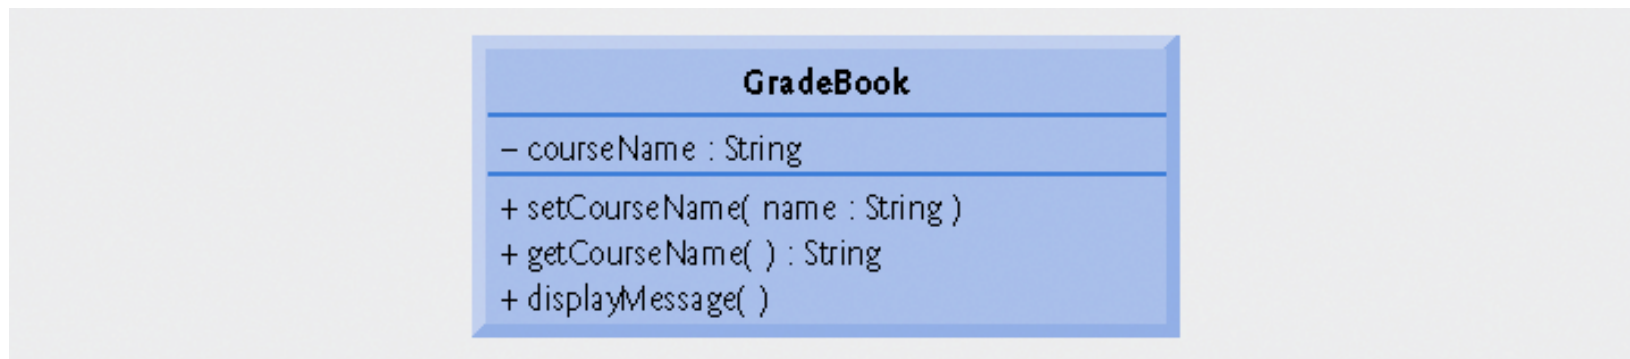 GradeBook
– courseName : String
+ setCourseName( name : String )
+ getCourseName( ) : String
+ displayMessage( )